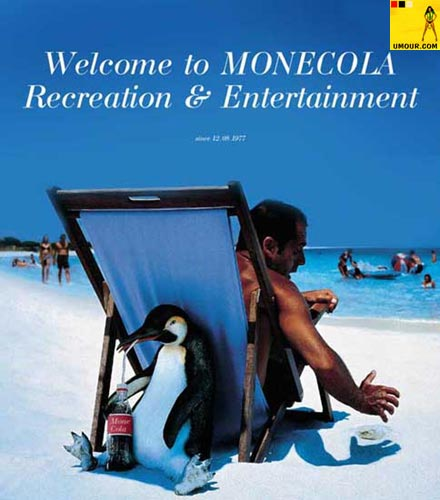 UMOUR.COM
Welcome to MONECOLA
Recreation & Entertainment
since 12.08.1977
Mone
Cola